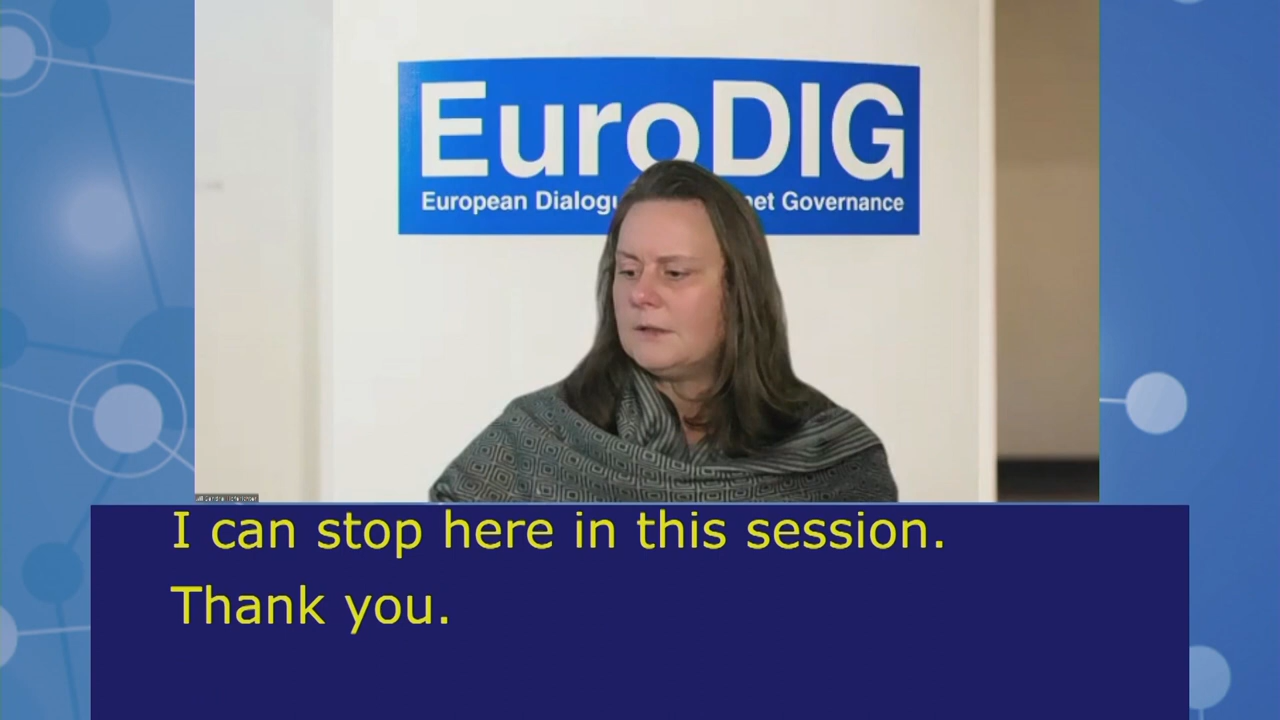 EuroDIG
European Dialogu net Governance
I can stop here in this session.
Thank you.